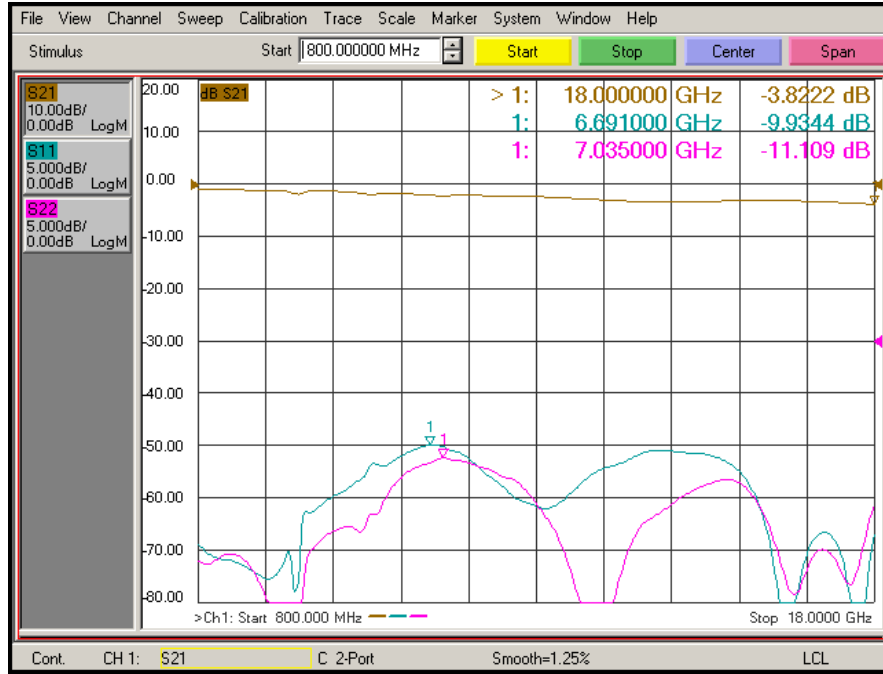 File View Channel Sweep Calibration Trace Scale Marker System Window Help
Stimulus Start 800.000000 MHz Start Stop Center Span
S21
10.00dB/
0.00dB LogM
S11
5.000dB/
0.00dB LogM
S22
5.000dB/
0.00dB LogM
dB S21
> 1: 18.000000 GHz -3.8222 dB
1: 6.691000 GHz -9.9344 dB
1: 7.035000 GHz -11.109 dB
20.00
10.00
0.00
-10.00
-20.00
-30.00
-40.00
-50.00
-60.00
-70.00
-80.00
1
1
>Ch1: Start 800.000 MHz Stop 18.0000 GHz
Cont. CH 1: S21 C 2-Port Smooth=1.25% LCL